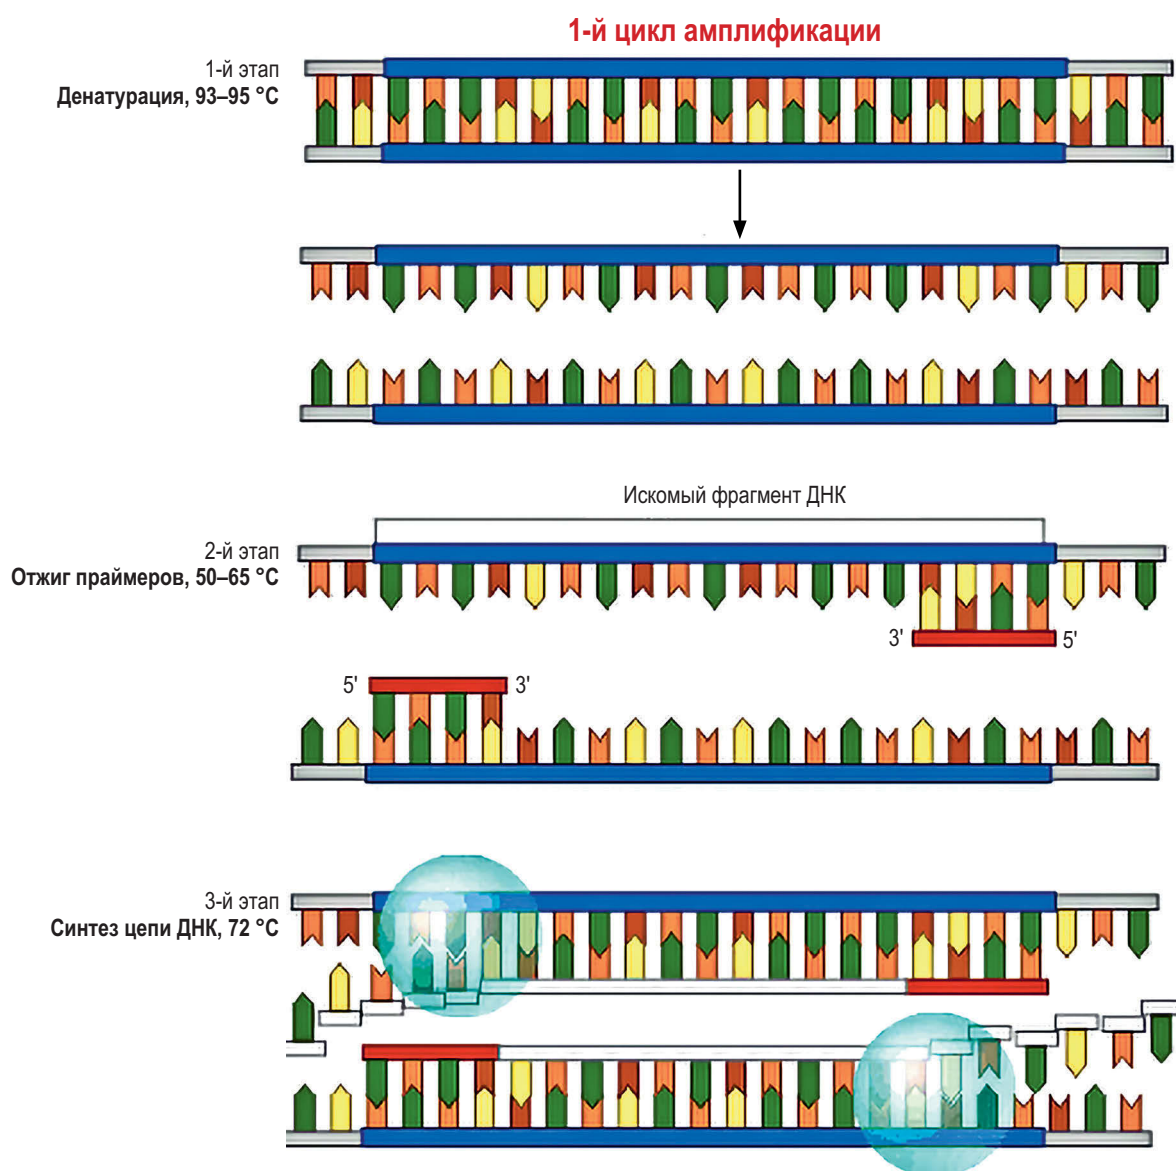 1-й цикл амплификации
1-й этап
Денатурация, 93–95 °C
Искомый фрагмент ДНК
2-й этап
Отжиг праймеров, 50–65 °C
3' 5'
5' 3'
3-й этап
Синтез цепи ДНК, 72 °C